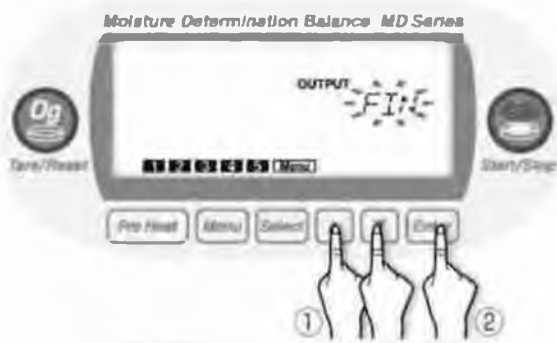 Moisture Determination Balance MD Series
OUTPUT
FIN
0g
Tare/Reset
Start/Stop
1 2 3 4 5 Menu
Pre Heat Menu Select Enter
① ②